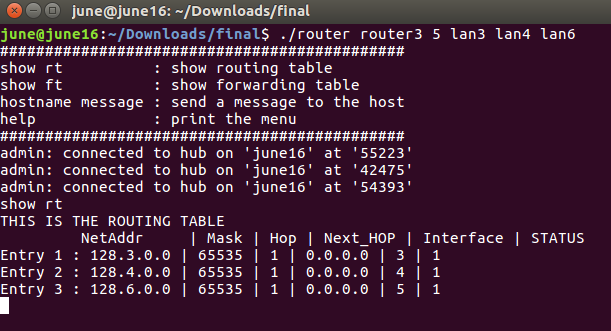 june@june16: ~/Downloads/final
june@june16:~/Downloads/final$ ./router router3 5 lan3 lan4 lan6
#############################################
show rt          : show routing table
show ft          : show forwarding table
hostname message : send a message to the host
help             : print the menu
#############################################
admin: connected to hub on 'june16' at '55223'
admin: connected to hub on 'june16' at '42475'
admin: connected to hub on 'june16' at '54393'
show rt
THIS IS THE ROUTING TABLE
         NetAddr     | Mask | Hop | Next_HOP | Interface | STATUS
Entry 1 : 128.3.0.0 | 65535 | 1 | 0.0.0.0 | 3 | 1
Entry 2 : 128.4.0.0 | 65535 | 1 | 0.0.0.0 | 4 | 1
Entry 3 : 128.6.0.0 | 65535 | 1 | 0.0.0.0 | 5 | 1